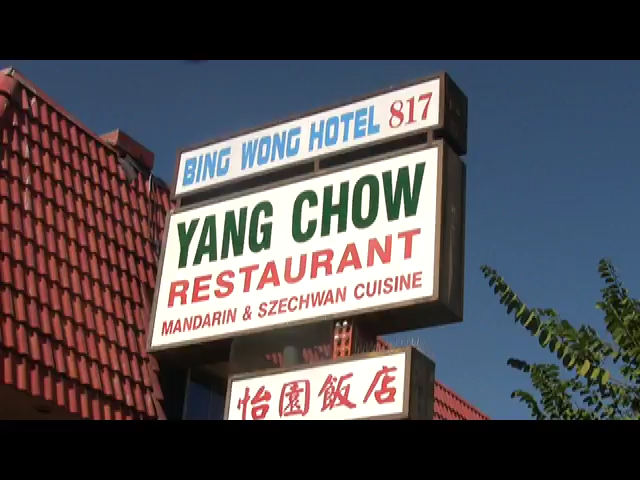 BING WONG HOTEL 817
YANG CHOW
RESTAURANT
MANDARIN & SZECHWAN CUISINE
怡園飯店